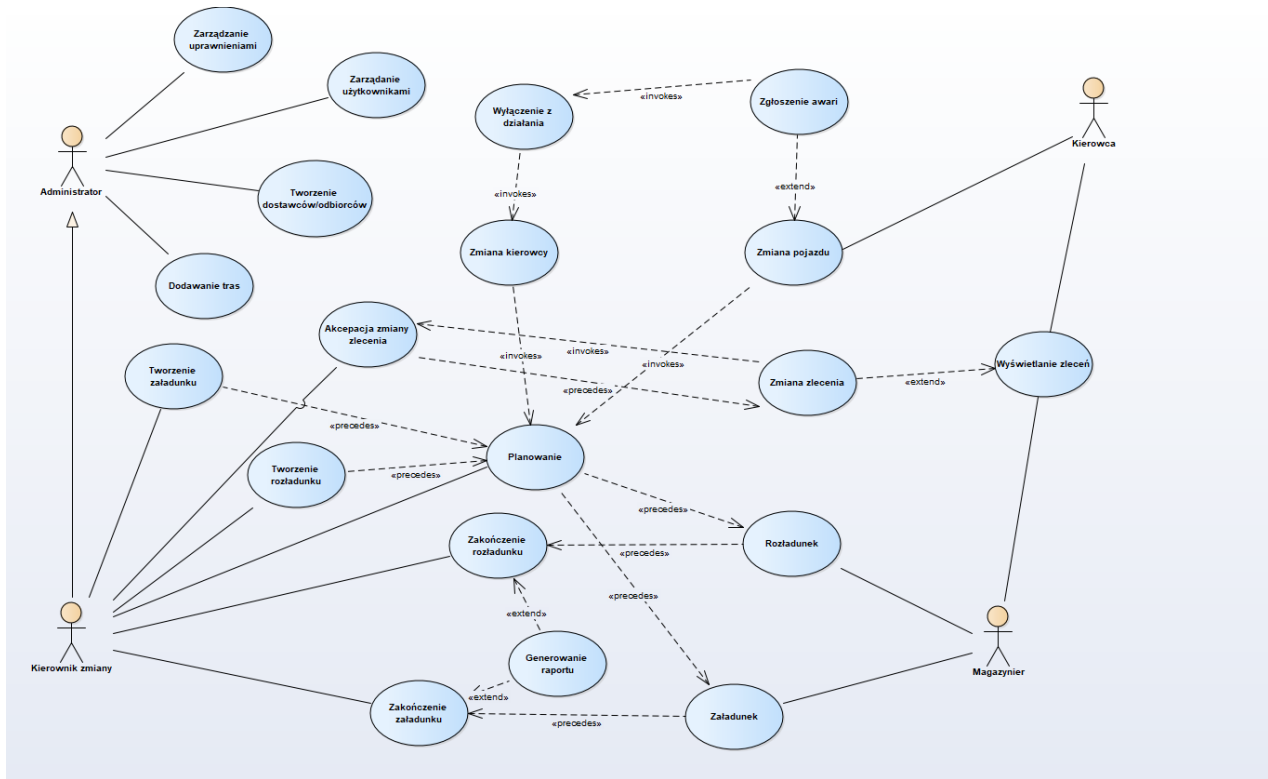 Zarządzanie
uprawnieniami
Zarządanie
użytkownikami
Wyłączenie z
działania
«invokes»
Zgłoszenie awari
Kierowca
Administrator
Tworzenie
dostawców/odbiorców
«invokes»
«extend»
Zmiana kierowcy
Zmiana pojazdu
Dodawanie tras
Akcepacja zmiany
zlecenia
«invokes»
«invokes»
«invokes»
Tworzenie
załadunku
Zmiana zlecenia
«extend»
Wyświetlanie zleceń
«precedes»
«precedes»
Planowanie
Tworzenie
rozładunku
«precedes»
«precedes»
Zakończenie
rozładunku
«precedes»
Rozładunek
«precedes»
«extend»
Kierownik zmiany
Generowanie
raportu
Magazynier
«extend»
Zakończenie
załadunku
«precedes»
Załadunek